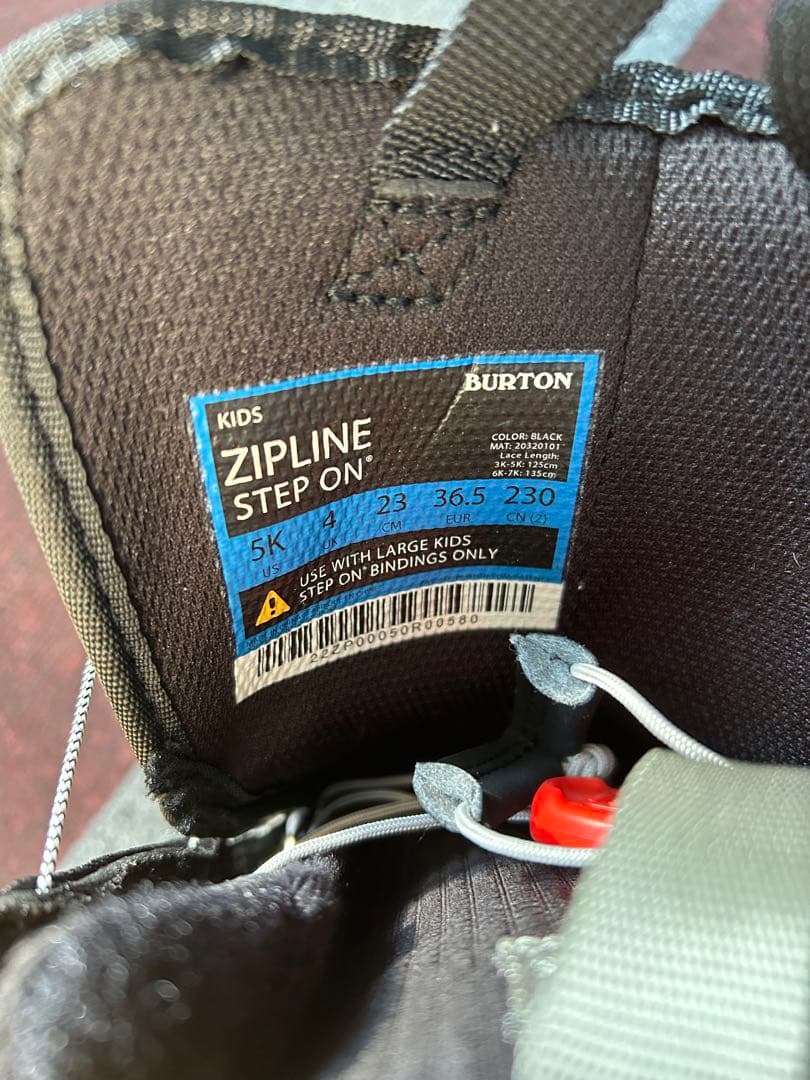 BURTON
KIDS
ZIPLINE
STEP ON®
COLOR: BLACK
MAT: 20320101
Lace Length:
3K-5K: 125cm
6K-7K: 135cm
5K 4 23 36.5 230
US UK CM EUR CN (2)
USE WITH LARGE KIDS
STEP ON® BINDINGS ONLY
22ZP00050R00580